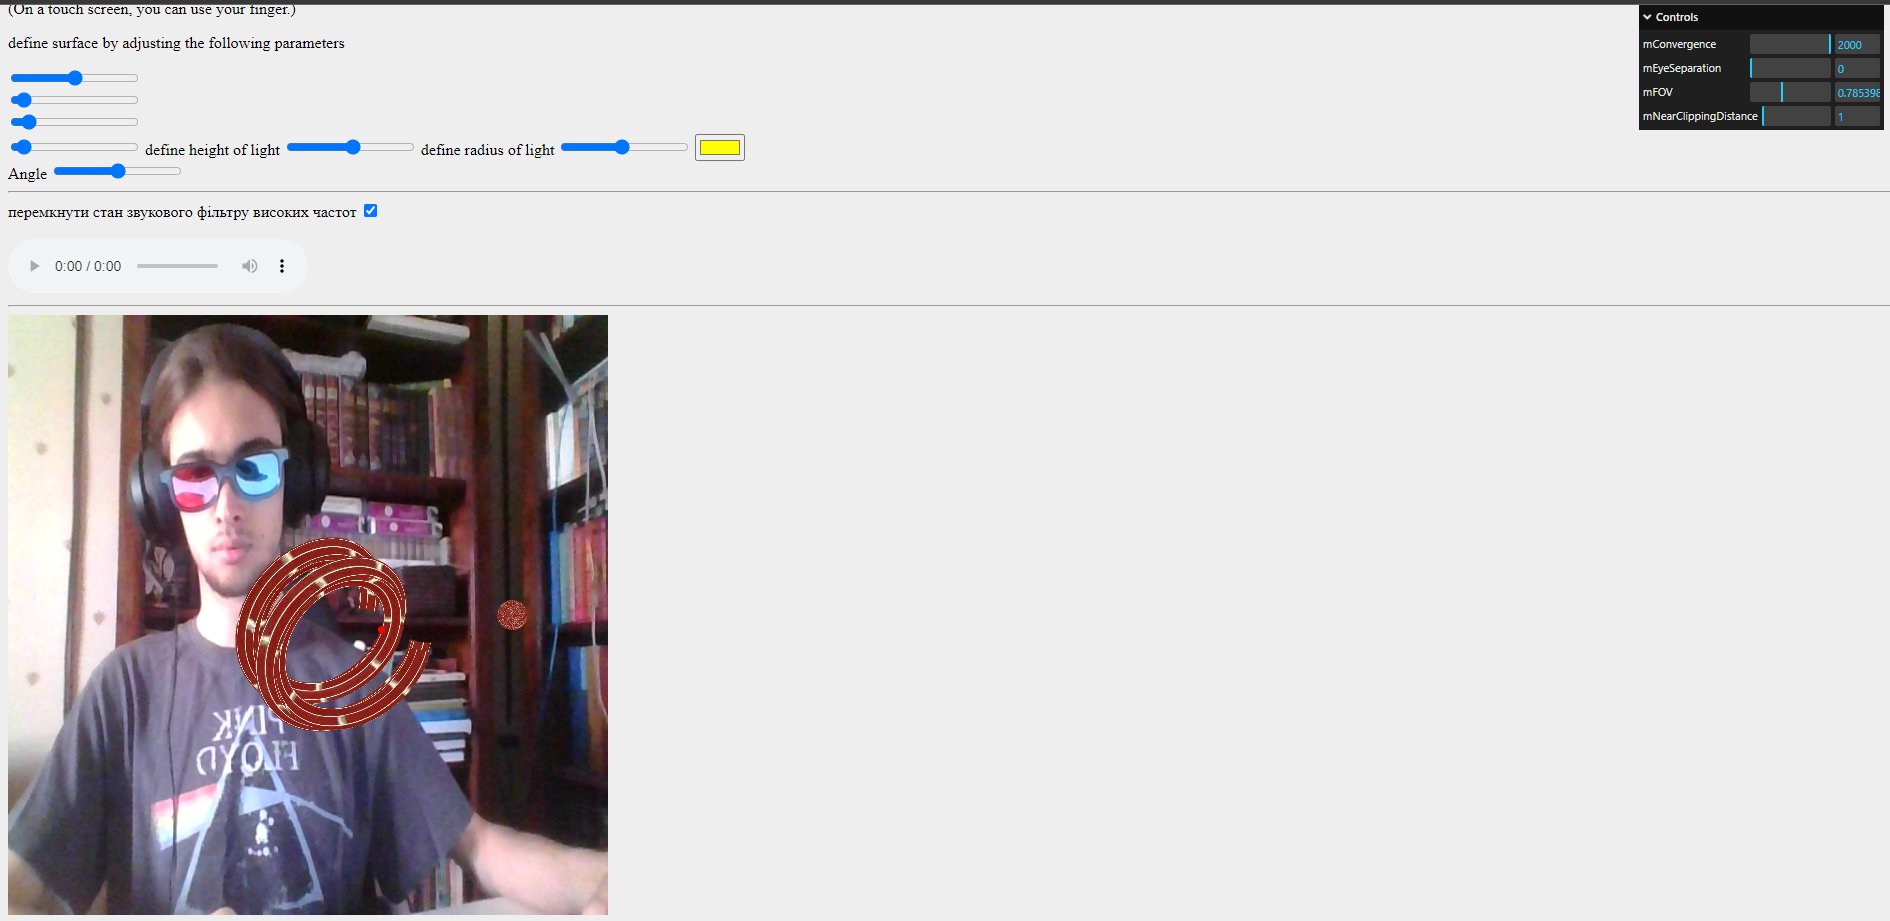 (On a touch screen, you can use your finger.)
Controls
mConvergence 2000
mEyeSeparation 0
mFOV 0.785398
mNearClippingDistance 1
define surface by adjusting the following parameters
define height of light define radius of light
Angle
перемкнути стан звукового фільтру високих частот
0:00 / 0:00
PINK
FLOYD